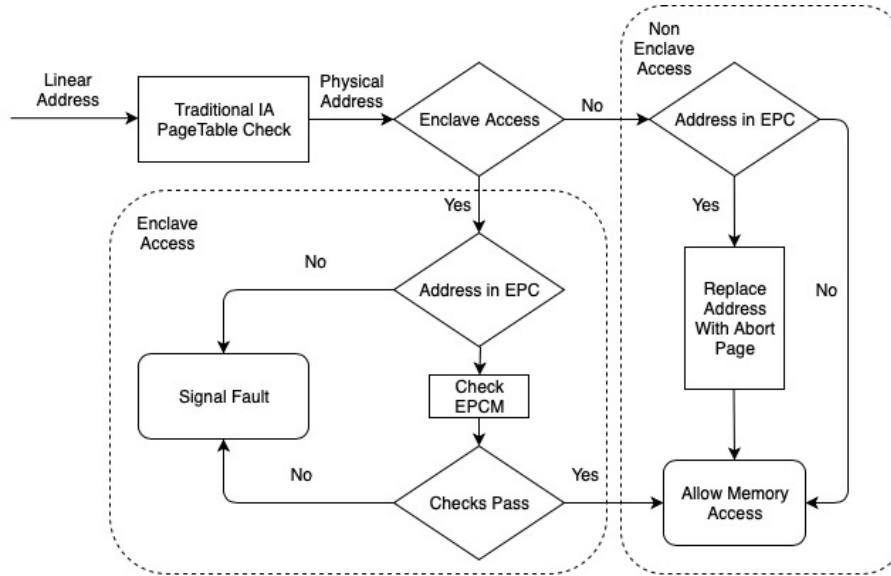 Linear
Address
Traditional IA
PageTable Check
Physical
Address
Enclave Access
No
Non
Enclave
Access
Address in EPC
Yes
No
Replace
Address
With Abort
Page
Yes
Enclave
Access
No
Address in EPC
Signal Fault
Check
EPCM
No
Checks Pass
Yes
Allow Memory
Access